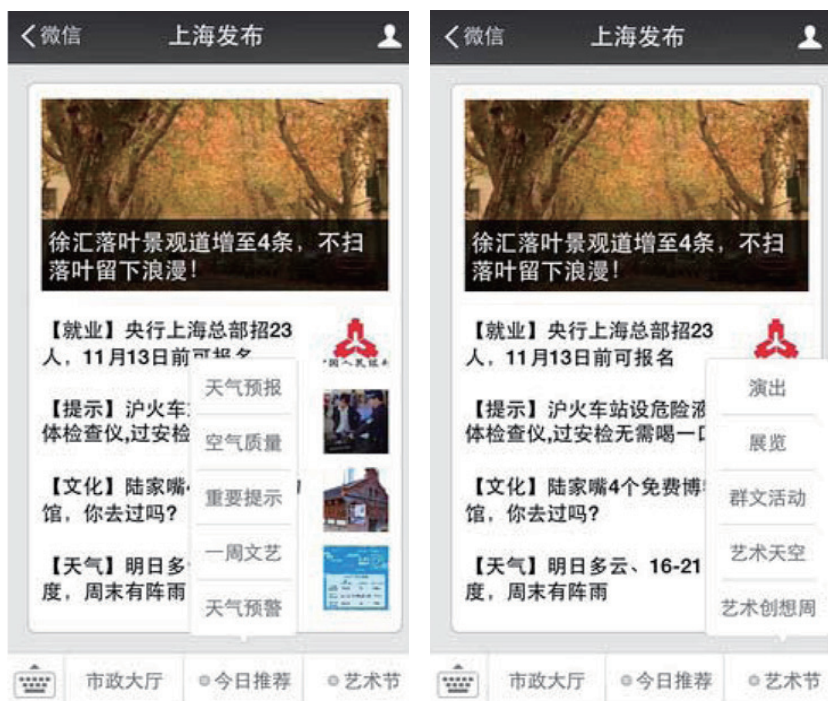 微信
上海发布
徐汇落叶景观道增至4条，不扫
落叶留下浪漫！
【就业】央行上海总部招23
人，11月13日前可报名
【提示】沪火车
体检查仪,过安检
【文化】陆家嘴
馆，你去过吗？
【天气】明日多
度，周末有阵雨
天气预报
空气质量
重要提示
一周文艺
天气预警
市政大厅
今日推荐
艺术节
微信
上海发布
徐汇落叶景观道增至4条，不扫
落叶留下浪漫！
【就业】央行上海总部招23
人，11月13日前可报名
【提示】沪火车站设危险液
体检查仪,过安检无需喝一口
【文化】陆家嘴4个免费博
馆，你去过吗？
【天气】明日多云、16-21
度，周末有阵雨
演出
展览
群文活动
艺术天空
艺术创想周
市政大厅
今日推荐
艺术节